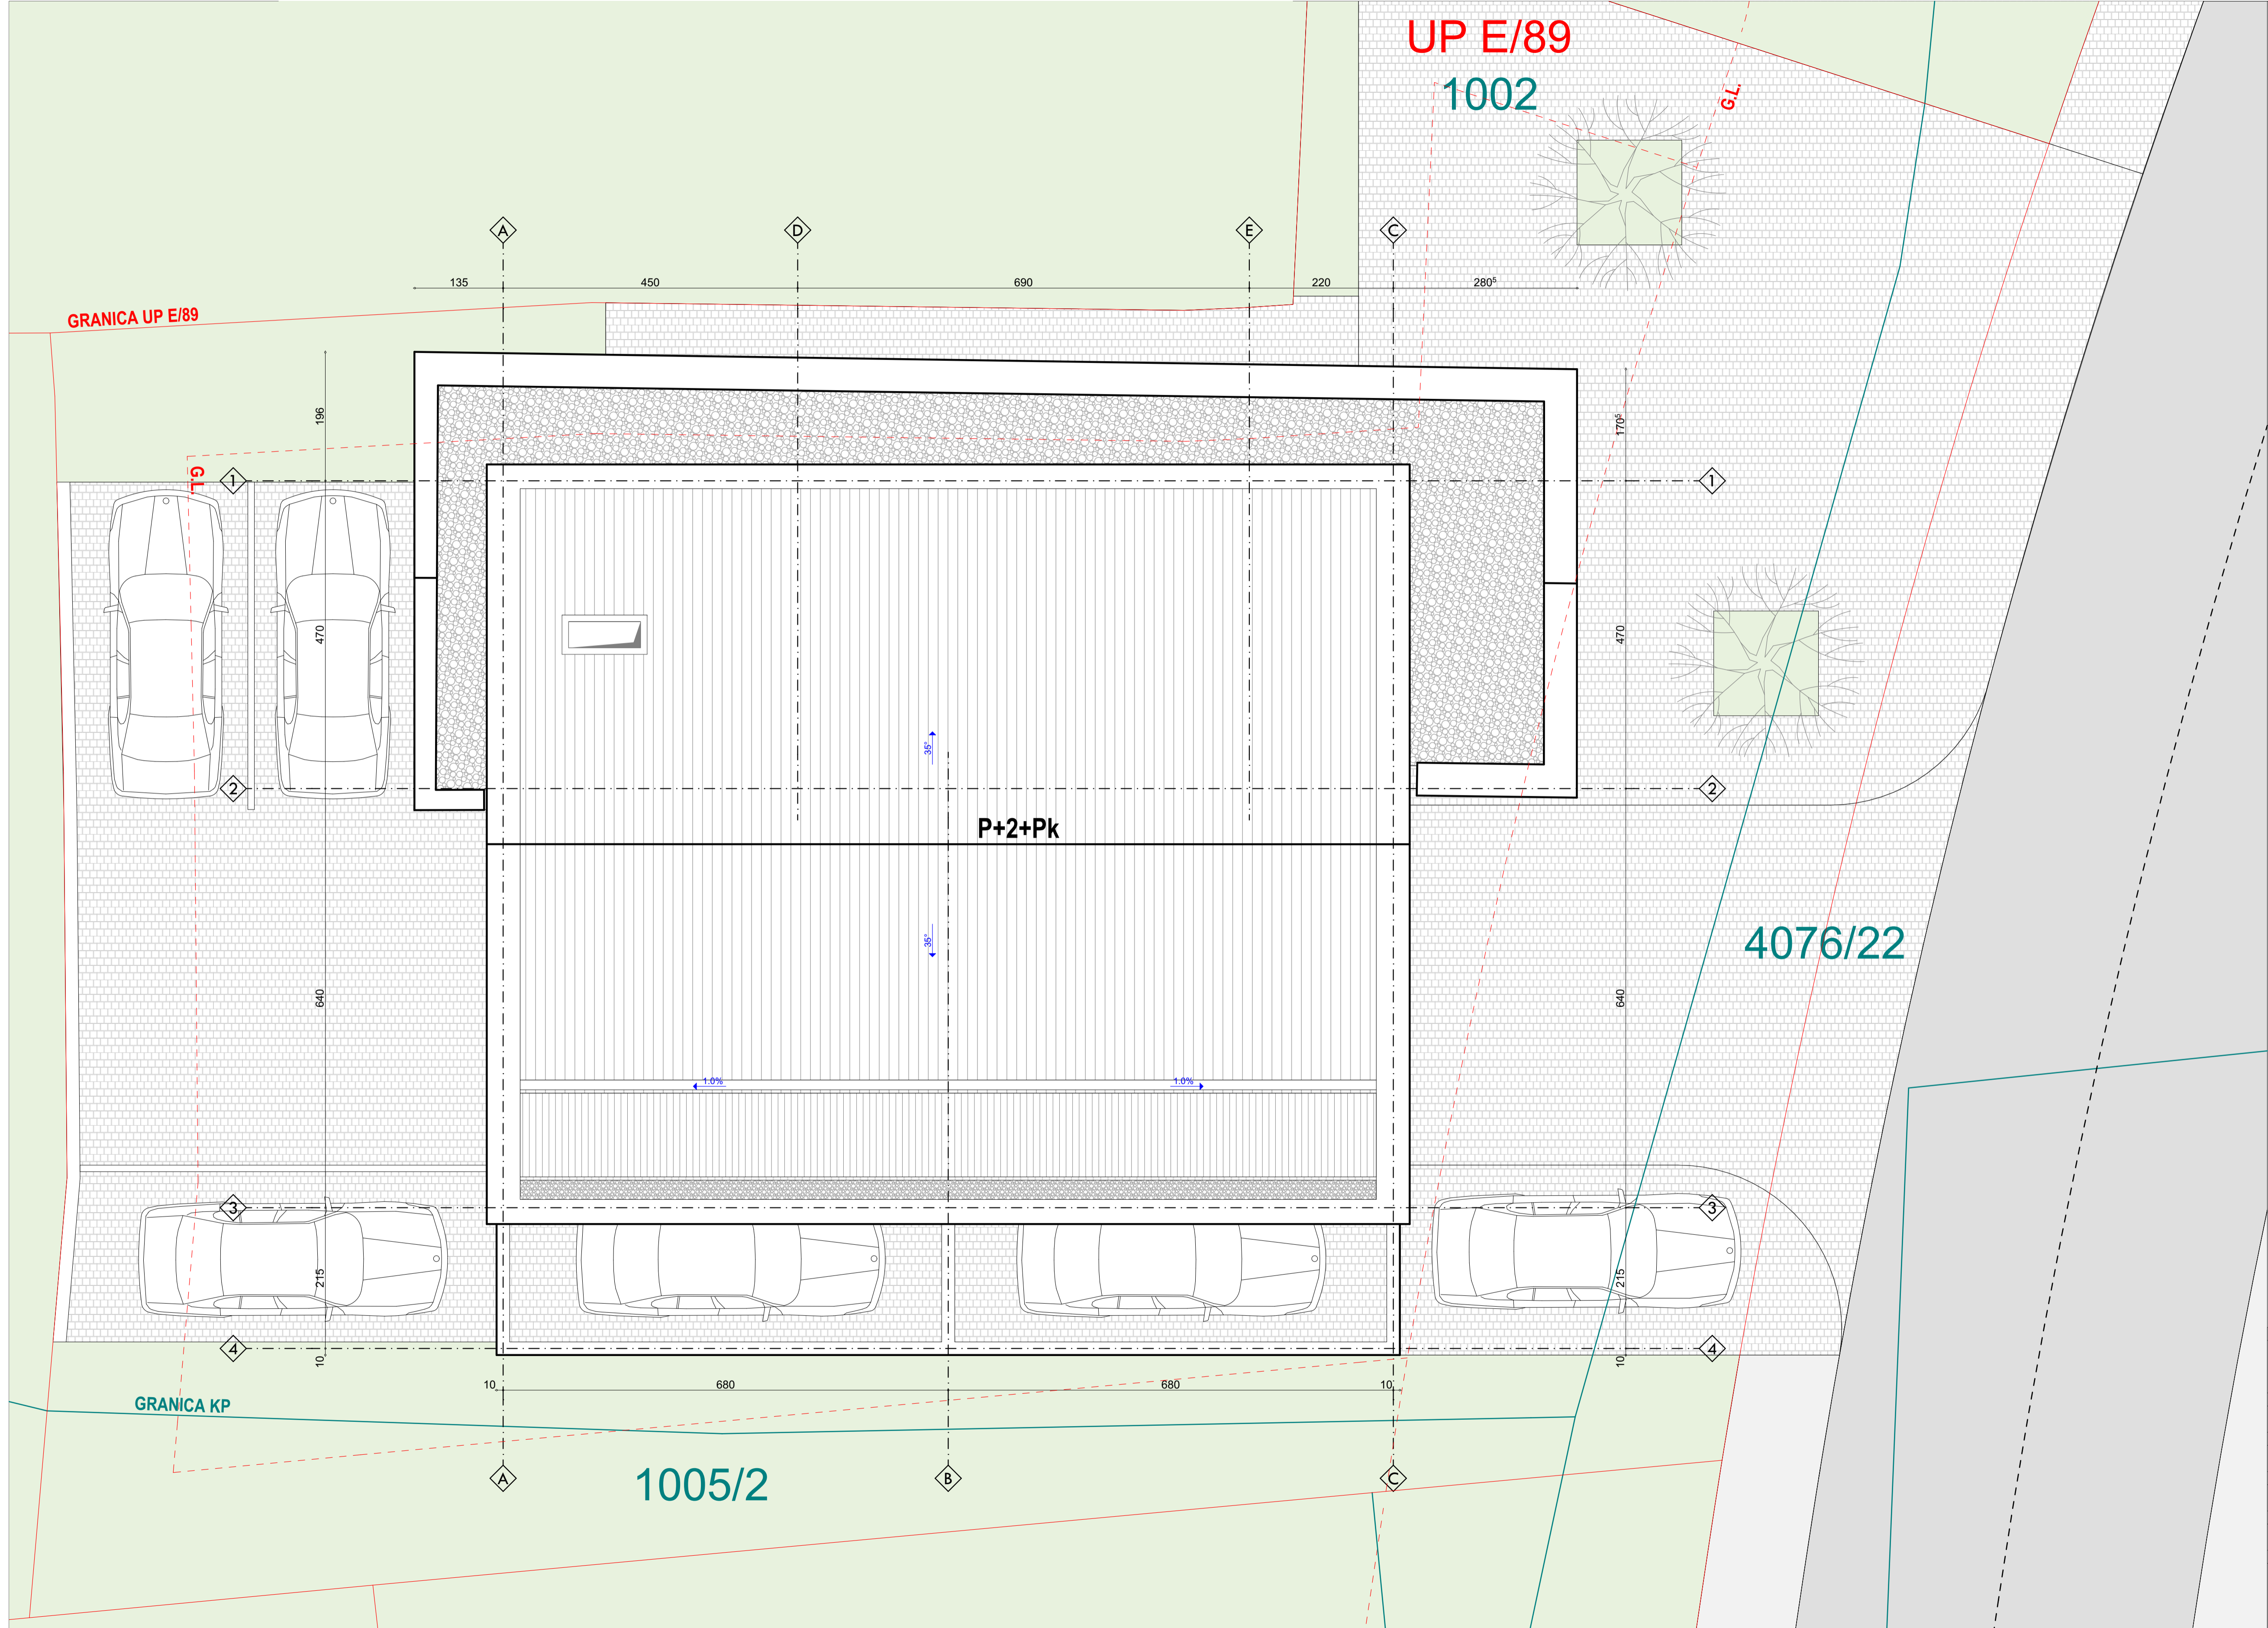 UP E/89
1002
G.L.
A
D
E
C
135
450
690
220
280⁵
GRANICA UP E/89
196
170⁵
G.L.
1
1
470
470
35°
2
2
P+2+Pk
35°
4076/22
640
640
1.0%
1.0%
3
3
215
215
4
4
10
10
10
680
680
10
GRANICA KP
A
B
C
1005/2